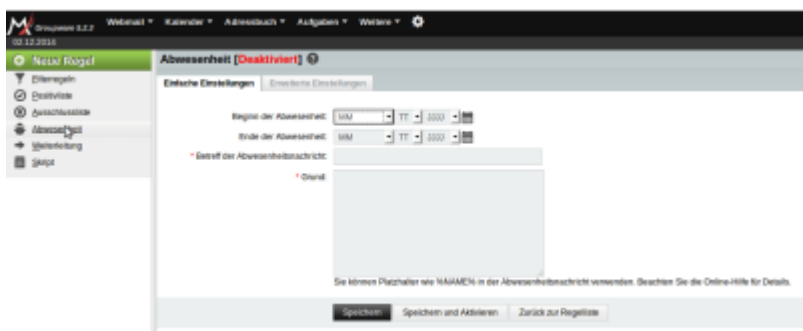 Groupware 5.2.2 Webmail Kalender Adressbuch Aufgaben Weitere
02.12.2014
Neue Regel
Filterregeln
Positivliste
Ausschlussliste
Abwesenheit
Weiterleitung
Skript
Abwesenheit [Deaktiviert]
Einfache Einstellungen Erweiterte Einstellungen
Beginn der Abwesenheit: MM TT JJJJ
Ende der Abwesenheit: MM TT JJJJ
* Betreff der Abwesenheitsnachricht:
* Grund:
Sie können Platzhalter wie %NAME% in der Abwesenheitsnachricht verwenden. Beachten Sie die Online-Hilfe für Details.
Speichern Speichern und Aktivieren Zurück zur Regelliste